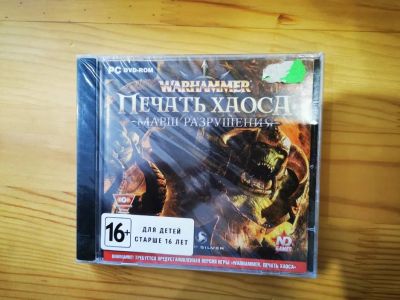 PC DVD-ROM
WARHAMMER
ПЕЧАТЬ ХАОСА
-МАРШ РАЗРУШЕНИЯ-
16+
ДЛЯ ДЕТЕЙ
СТАРШЕ 16 ЛЕТ
SILVER
ND
GAMES
ВНИМАНИЕ! ТРЕБУЕТСЯ ПРЕДУСТАНОВЛЕННАЯ ВЕРСИЯ ИГРЫ «WARHAMMER. ПЕЧАТЬ ХАОСА»